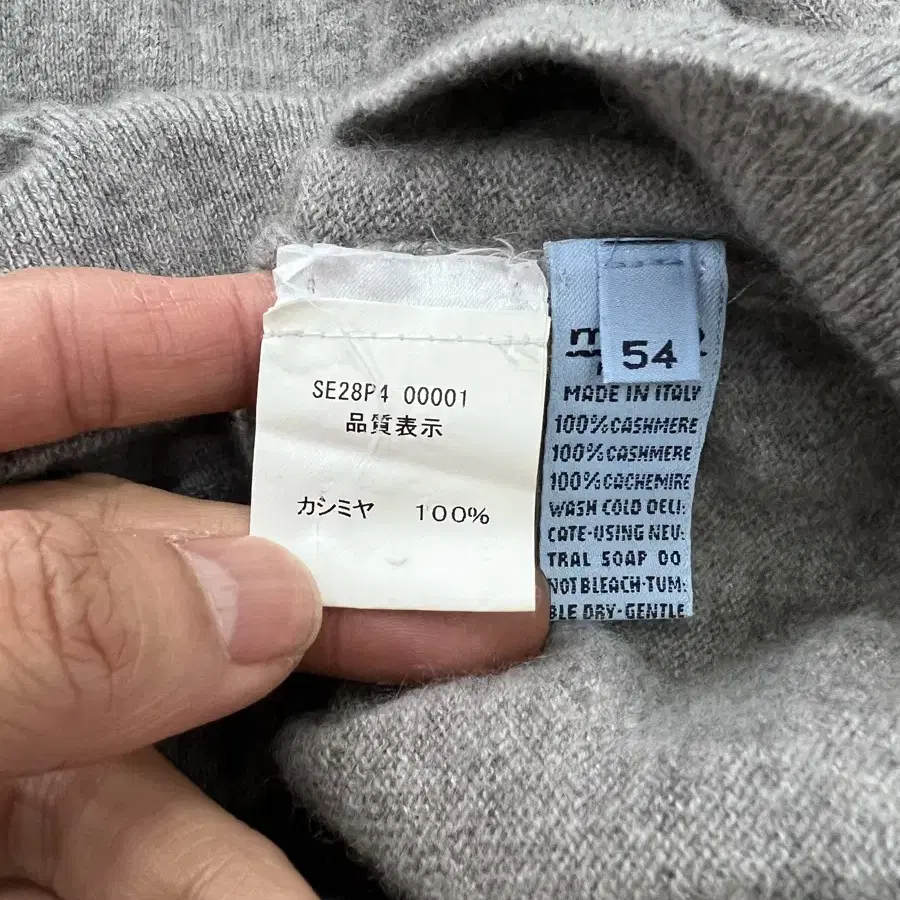 SE28P4 00001
品質表示
カシミヤ 100%
54
MADE IN ITALY
100%CASHMERE
100%CASHMERE
100%CACHEMIRE
WASH COLD DELI-
CATE-USING NEU-
TRAL SOAP DO
NOT BLEACH-TUM-
BLE DRY-GENTLE